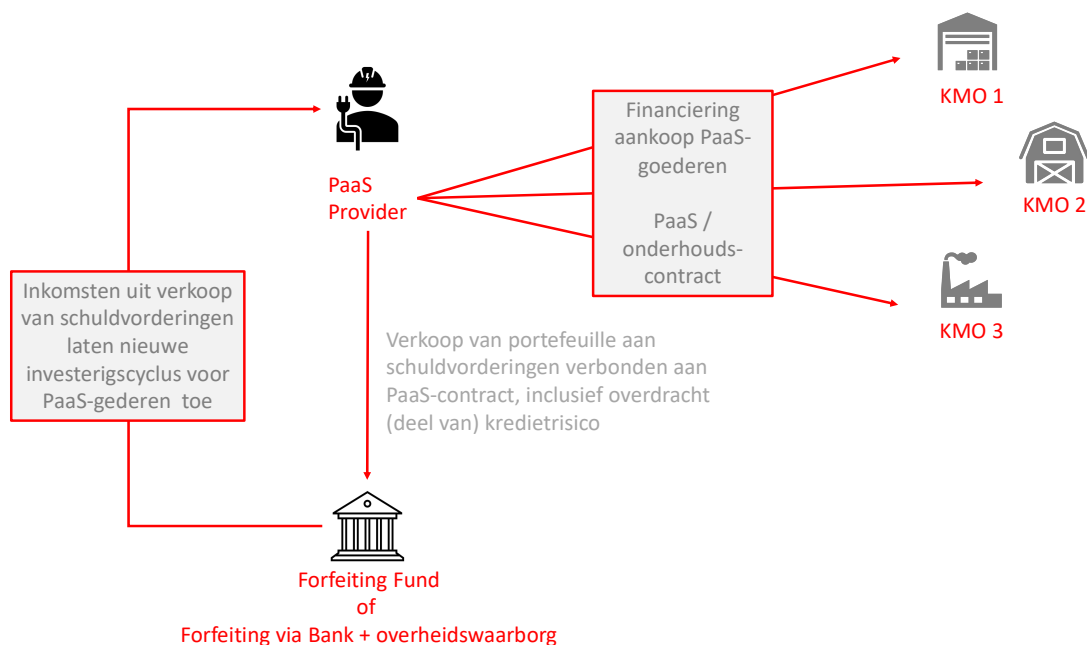 KMO 1
Financiering
aankoop PaaS-
goederen
PaaS /
onderhouds-
contract
PaaS
Provider
KMO 2
KMO 3
Inkomsten uit verkoop
van schuldvorderingen
laten nieuwe
investerigscyclus voor
PaaS-gederen toe
Verkoop van portefeuille aan
schuldvorderingen verbonden aan
PaaS-contract, inclusief overdracht
(deel van) kredietrisico
Forfeiting Fund
of
Forfeiting via Bank + overheidswaarborg